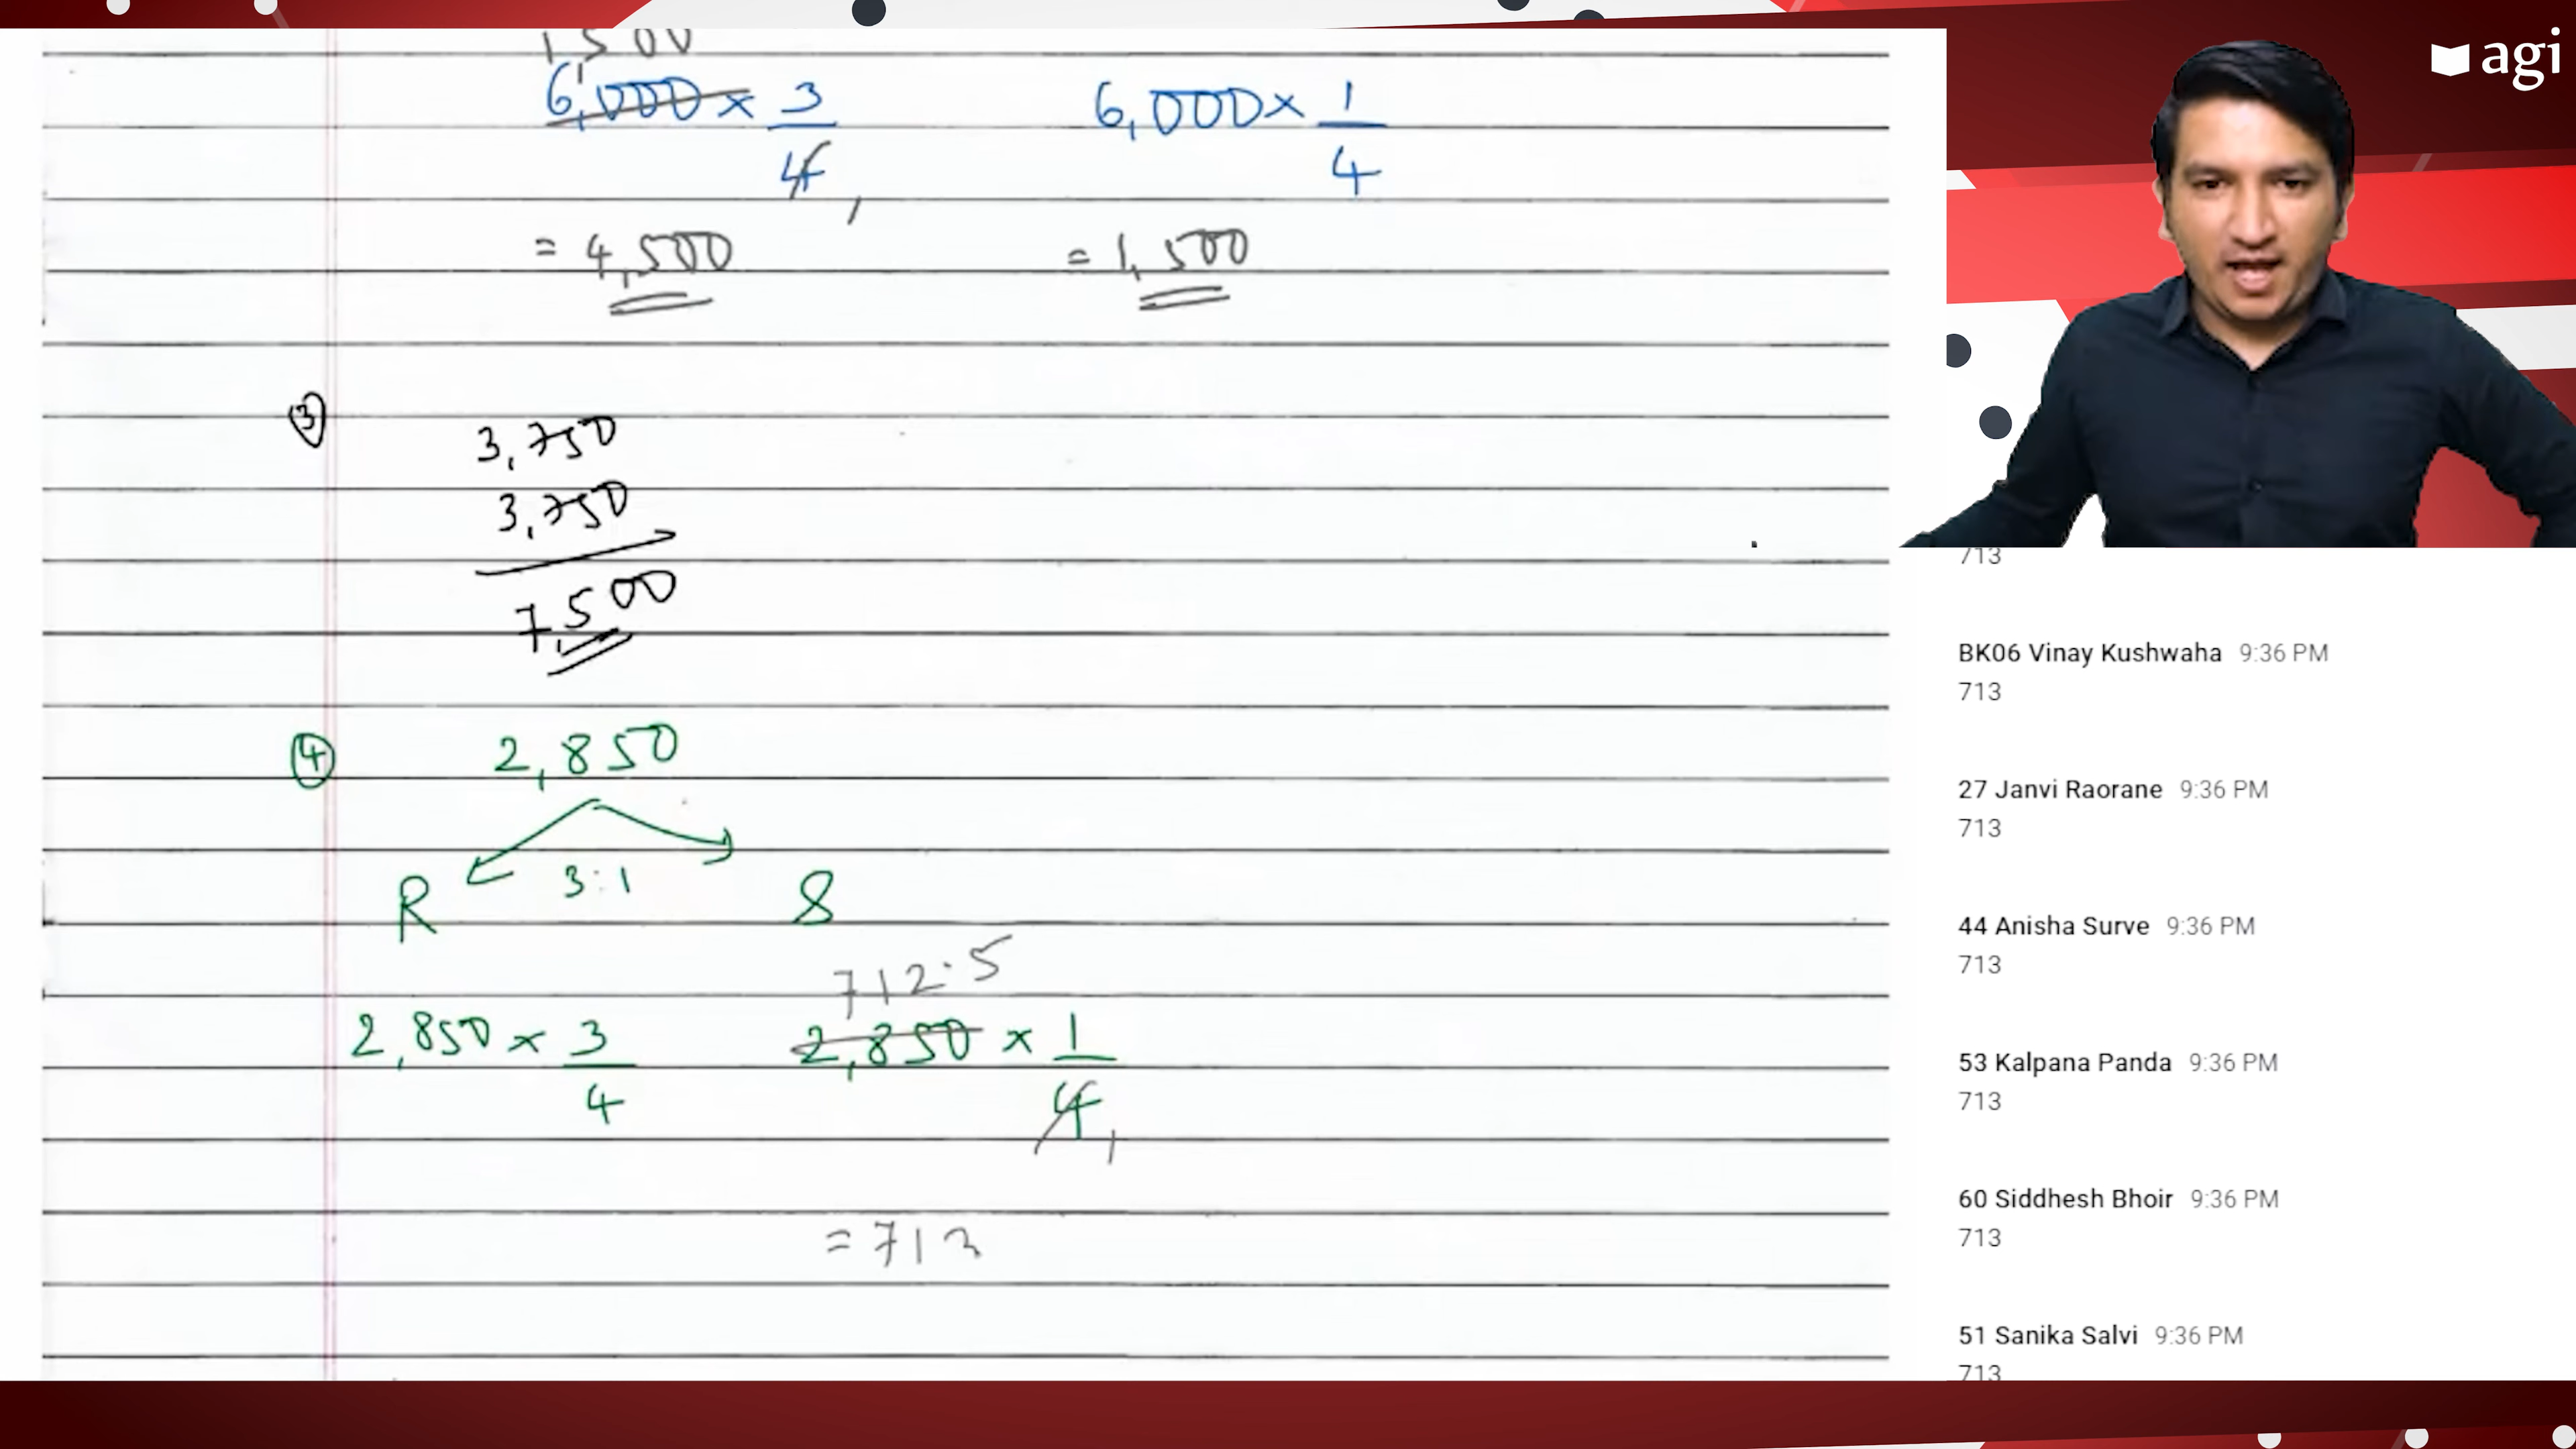 agi
1,500
6,000 × 3/4
6,000 × 1/4
= 4,500
= 1,500
③
3,750
3,750
7,500
④
2,850
3:1
R
S
712.5
2,850 × 3/4
2,850 × 1/4
1
= 713
713
BK06 Vinay Kushwaha 9:36 PM
713
27 Janvi Raorane 9:36 PM
713
44 Anisha Surve 9:36 PM
713
53 Kalpana Panda 9:36 PM
713
60 Siddhesh Bhoir 9:36 PM
713
51 Sanika Salvi 9:36 PM
713